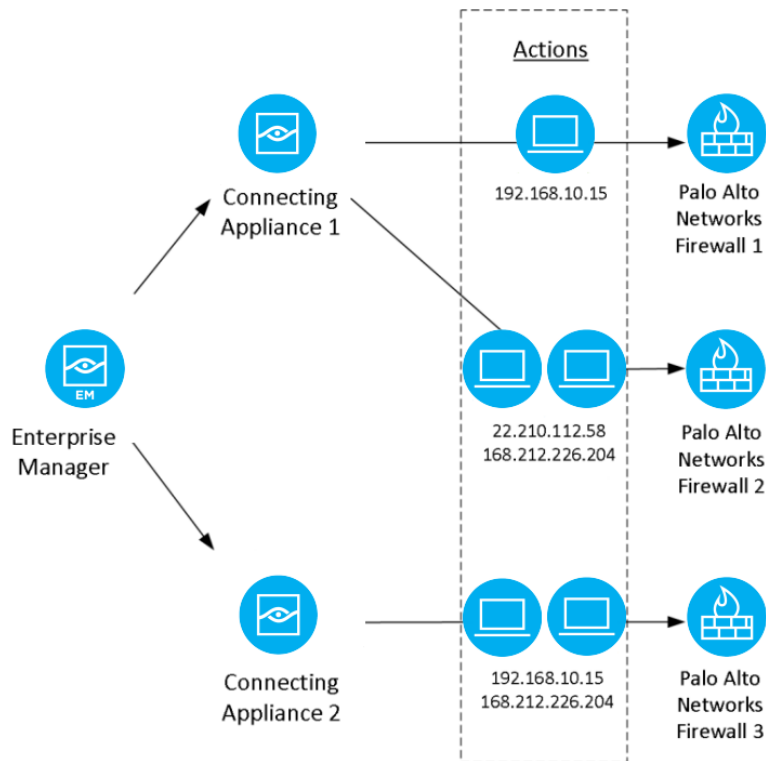 Actions
Connecting
Appliance 1
192.168.10.15
Palo Alto
Networks
Firewall 1
EM
Enterprise
Manager
22.210.112.58
168.212.226.204
Palo Alto
Networks
Firewall 2
Connecting
Appliance 2
192.168.10.15
168.212.226.204
Palo Alto
Networks
Firewall 3